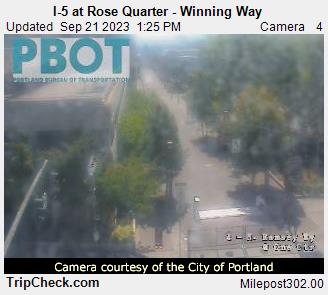 I-5 at Rose Quarter - Winning Way
Updated Sep 21 2023 1:25 PM Camera 4
PBOT
PORTLAND BUREAU OF TRANSPORTATION
Camera courtesy of the City of Portland
TripCheck.com Milepost302.00